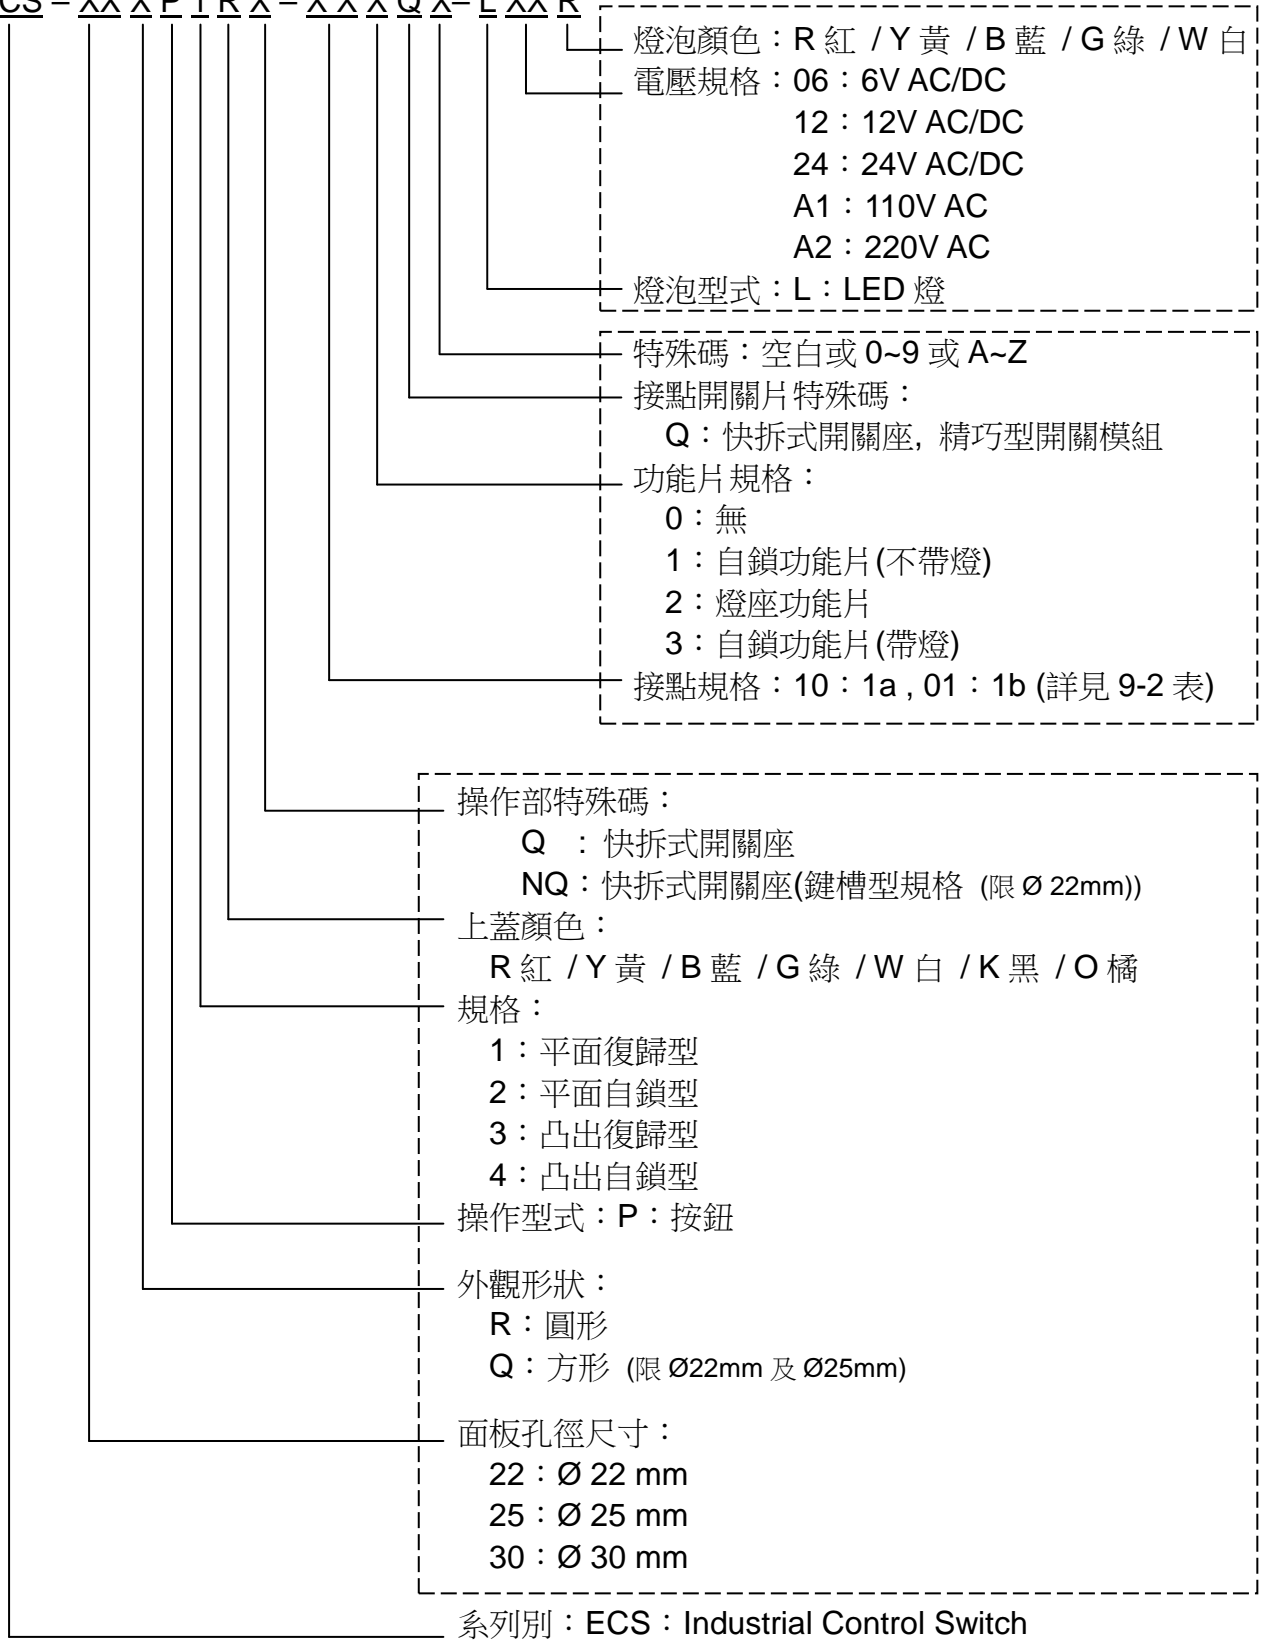 CS – XX X P 1 R X – X X X Q X– L XX R
燈泡顏色：R 紅 / Y 黃 / B 藍 / G 綠 / W 白
電壓規格：06：6V AC/DC
12：12V AC/DC
24：24V AC/DC
A1：110V AC
A2：220V AC
燈泡型式：L：LED 燈
特殊碼：空白或 0~9 或 A~Z
接點開關片特殊碼：
Q：快拆式開關座, 精巧型開關模組
功能片規格：
0：無
1：自鎖功能片(不帶燈)
2：燈座功能片
3：自鎖功能片(帶燈)
接點規格：10：1a , 01：1b (詳見 9-2 表)
操作部特殊碼：
Q ：快拆式開關座
NQ：快拆式開關座(鍵槽型規格 (限 Ø 22mm))
上蓋顏色：
R 紅 / Y 黃 / B 藍 / G 綠 / W 白 / K 黑 / O 橘
規格：
1：平面復歸型
2：平面自鎖型
3：凸出復歸型
4：凸出自鎖型
操作型式：P：按鈕
外觀形狀：
R：圓形
Q：方形 (限 Ø22mm 及 Ø25mm)
面板孔徑尺寸：
22：Ø 22 mm
25：Ø 25 mm
30：Ø 30 mm
系列別：ECS：Industrial Control Switch